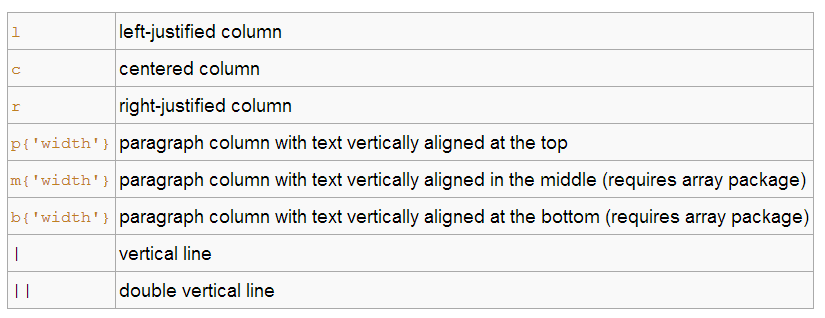 l left-justified column
c centered column
r right-justified column
p{'width'} paragraph column with text vertically aligned at the top
m{'width'} paragraph column with text vertically aligned in the middle (requires array package)
b{'width'} paragraph column with text vertically aligned at the bottom (requires array package)
| vertical line
|| double vertical line